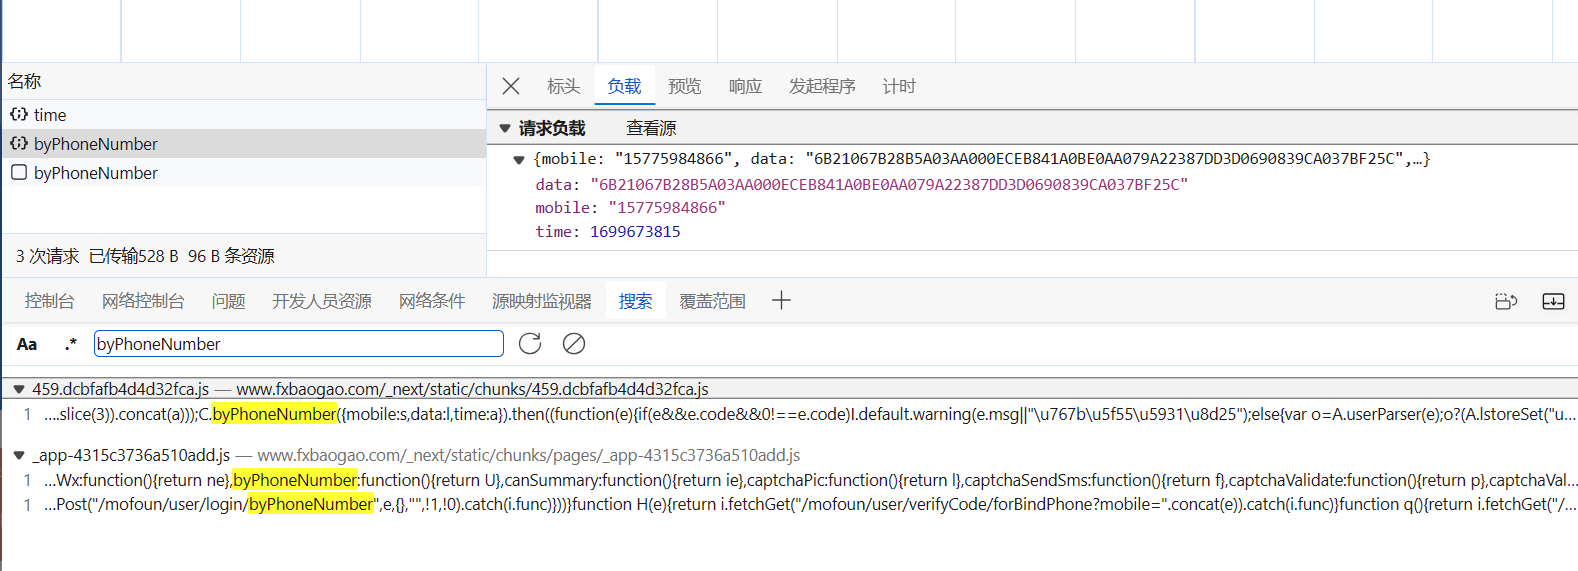 名称
time
byPhoneNumber
byPhoneNumber
3 次请求 已传输528 B 96 B 条资源
标头 负载 预览 响应 发起程序 计时
请求负载 查看源
{mobile: "15775984866", data: "6B21067B28B5A03AA000ECEB841A0BE0AA079A22387DD3D0690839CA037BF25C",…}
data: "6B21067B28B5A03AA000ECEB841A0BE0AA079A22387DD3D0690839CA037BF25C"
mobile: "15775984866"
time: 1699673815
控制台 网络控制台 问题 开发人员资源 网络条件 源映射监视器 搜索 覆盖范围
Aa .* byPhoneNumber
459.dcbfafb4d4d32fca.js — www.fxbaogao.com/_next/static/chunks/459.dcbfafb4d4d32fca.js
1 ….slice(3)).concat(a)));C.byPhoneNumber({mobile:s,data:l,time:a}).then((function(e){if(e&&e.code&&0!==e.code)I.default.warning(e.msg||"\u767b\u5f55\u5931\u8d25");else{var o=A.userParser(e);o?(A.lstoreSet("u…
_app-4315c3736a510add.js — www.fxbaogao.com/_next/static/chunks/pages/_app-4315c3736a510add.js
1 …Wx:function(){return ne},byPhoneNumber:function(){return U},canSummary:function(){return ie},captchaPic:function(){return l},captchaSendSms:function(){return f},captchaValidate:function(){return p},captchaVal…
1 …Post("/mofoun/user/login/byPhoneNumber",e,{},"",!1,!0).catch(i.func)}))}function H(e){return i.fetchGet("/mofoun/user/verifyCode/forBindPhone?mobile=".concat(e)).catch(i.func)}function q(){return i.fetchGet("/…